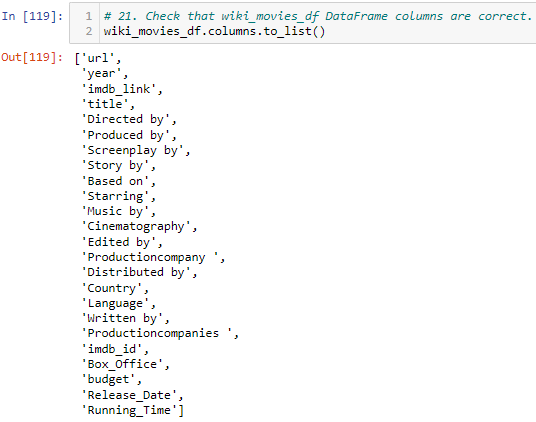 In [119]: 1 # 21. Check that wiki_movies_df DataFrame columns are correct.
2 wiki_movies_df.columns.to_list()
Out[119]: ['url',
'year',
'imdb_link',
'title',
'Directed by',
'Produced by',
'Screenplay by',
'Story by',
'Based on',
'Starring',
'Music by',
'Cinematography',
'Edited by',
'Productioncompany ',
'Distributed by',
'Country',
'Language',
'Written by',
'Productioncompanies ',
'imdb_id',
'Box_Office',
'budget',
'Release_Date',
'Running_Time']